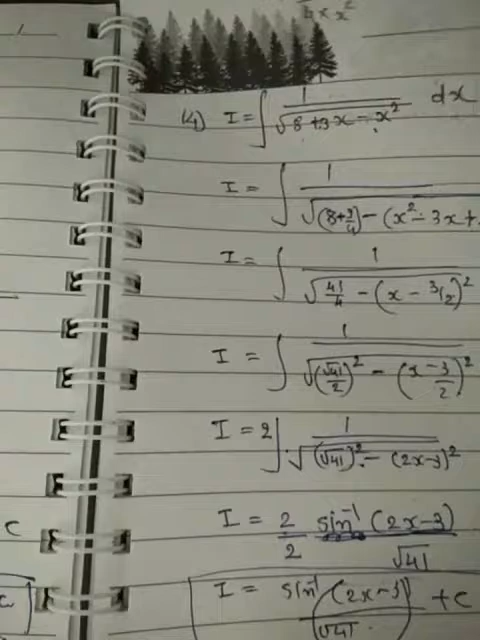 (4) I = ∫ 1/√(8+3x-x²) dx
I = ∫ 1/√((8+9/4)-(x²-3x+
I = ∫ 1/√(41/4-(x-3/2)²
I = ∫ 1/√((√41/2)²-(x-3/2)²
I = 2∫ 1/√((√41)²-(2x-3)²
I = 2/2 sin⁻¹ (2x-3)/√41
C
I = sin⁻¹ ((2x-3)/√41) + c